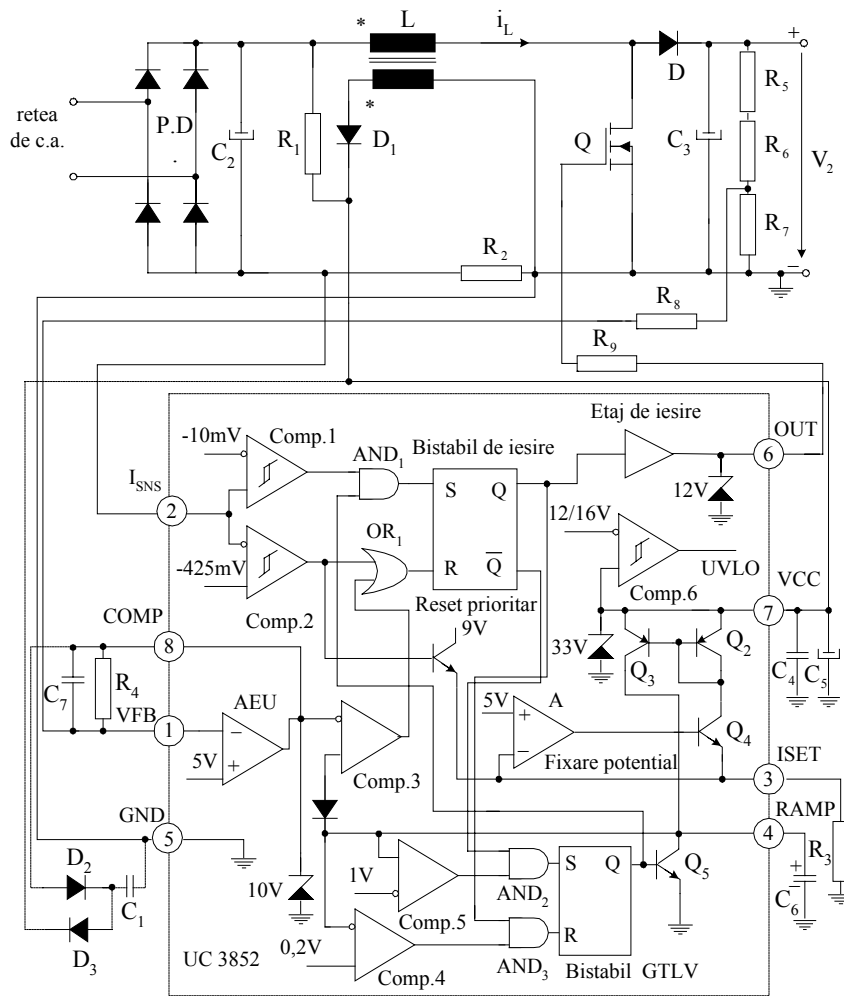 * L iL +
D
R5
retea
de c.a.
P.D
.
C2
R1
*
D1
Q
C3
R6
V2
R7
R2
−
R8
R9
Etaj de iesire
OUT
6
-10mV
Comp.1
AND1
Bistabil de iesire
ISNS
2
S Q
12V
12/16V
OR1
-425mV
R Q
UVLO
VCC
Comp.2
Reset prioritar
Comp.6
7
COMP
8
9V
33V
Q3
Q2
C4
C5
C7
R4
AEU
VFB
1
−
5V
+
5V
A
+
−
Q4
Comp.3
Fixare potential
ISET
3
GND
5
RAMP
4
R3
D2
C1
10V
1V
Comp.5
AND2
S Q
Q5
+
−
C6
D3
0,2V
R
UC 3852
Comp.4
AND3
Bistabil GTLV